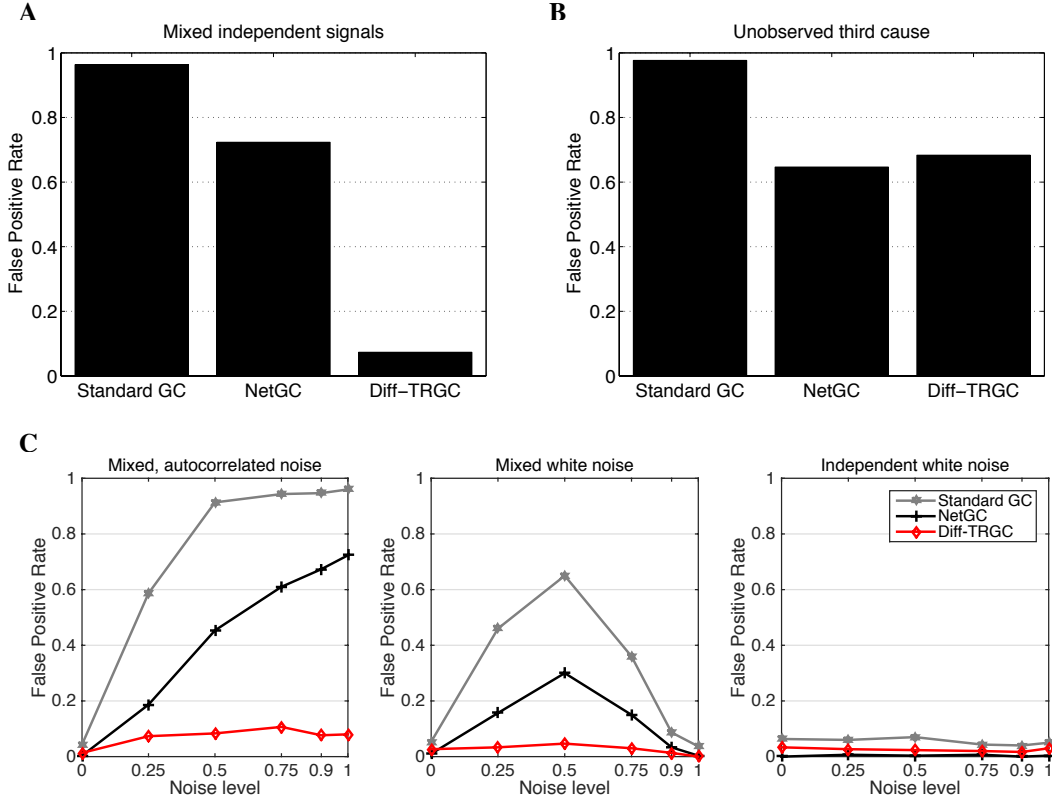 A
Mixed independent signals
False Positive Rate
1
0.8
0.6
0.4
0.2
0
Standard GC NetGC Diff−TRGC
B
Unobserved third cause
False Positive Rate
1
0.8
0.6
0.4
0.2
0
Standard GC NetGC Diff−TRGC
C
Mixed, autocorrelated noise
False Positive Rate
1
0.8
0.6
0.4
0.2
0
0 0.25 0.5 0.75 0.9 1
Noise level
Mixed white noise
False Positive Rate
1
0.8
0.6
0.4
0.2
0
0 0.25 0.5 0.75 0.9 1
Noise level
Independent white noise
Standard GC
NetGC
Diff-TRGC
False Positive Rate
1
0.8
0.6
0.4
0.2
0
0 0.25 0.5 0.75 0.9 1
Noise level